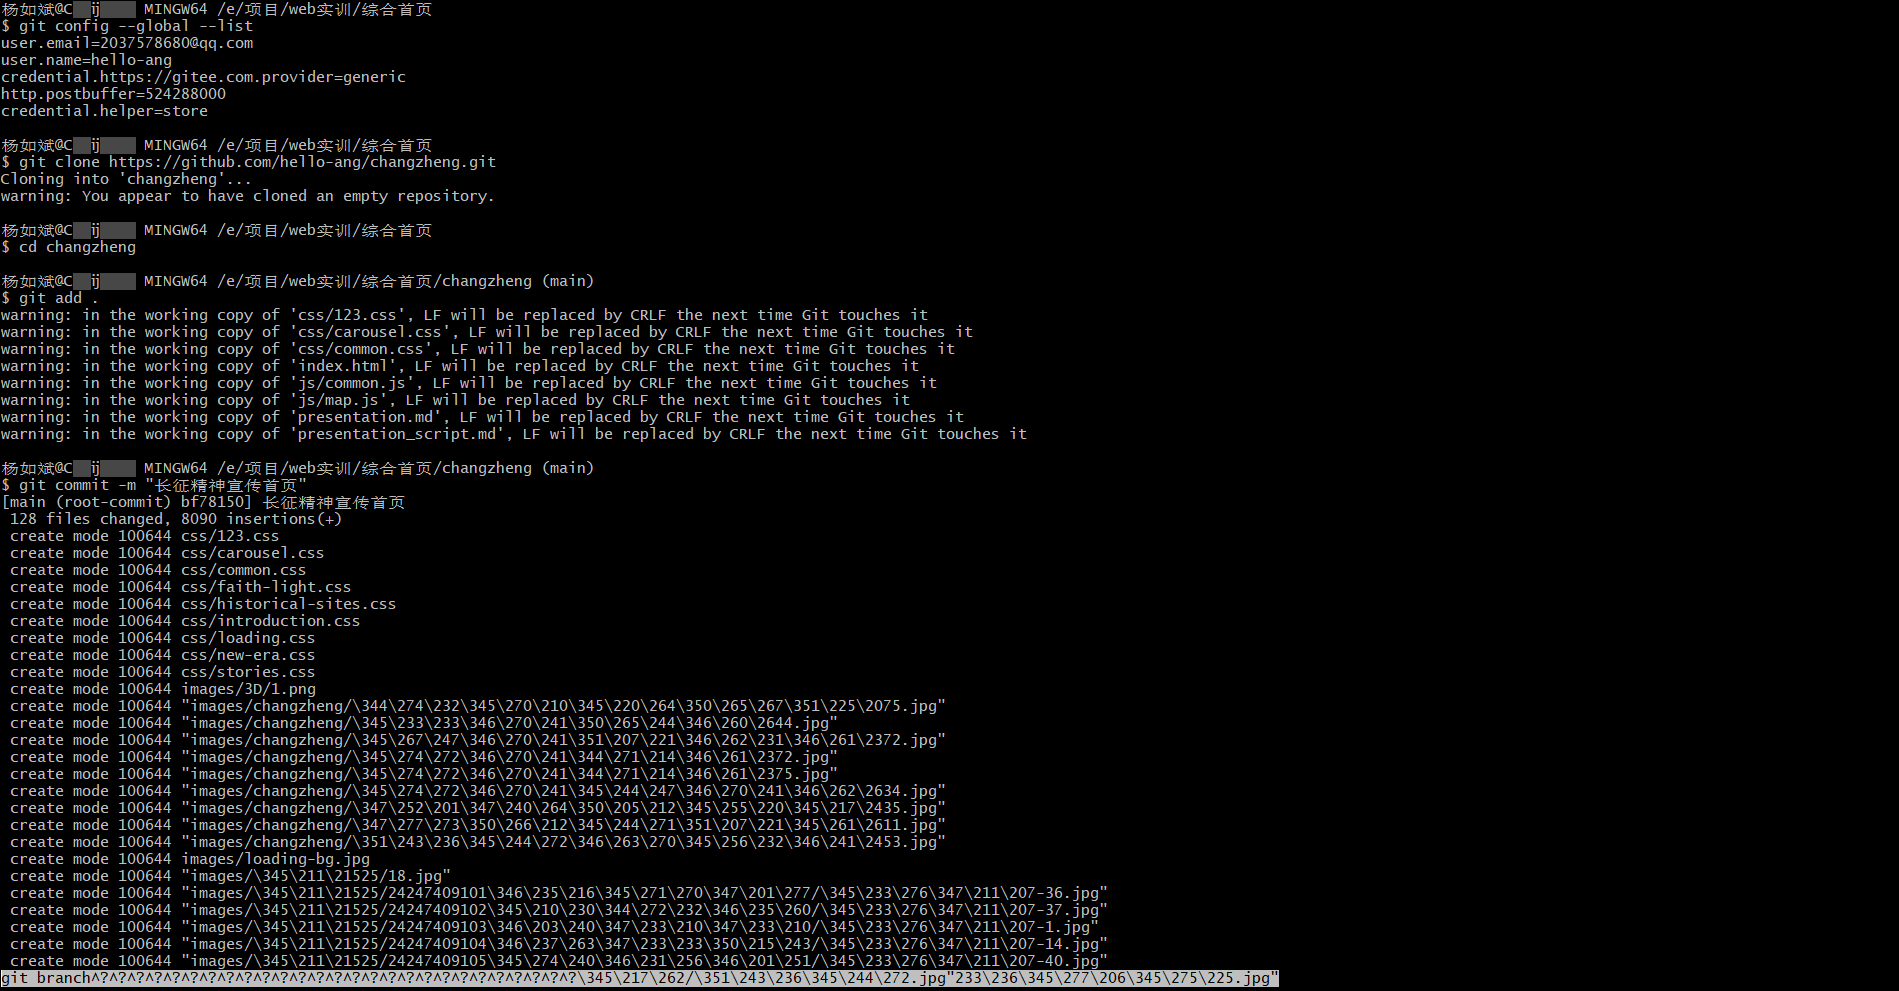 杨如斌@C ij MINGW64 /e/项目/web实训/综合首页
$ git config --global --list
user.email=2037578680@qq.com
user.name=hello-ang
credential.https://gitee.com.provider=generic
http.postbuffer=524288000
credential.helper=store
杨如斌@C ij MINGW64 /e/项目/web实训/综合首页
$ git clone https://github.com/hello-ang/changzheng.git
Cloning into 'changzheng'...
warning: You appear to have cloned an empty repository.
杨如斌@C ij MINGW64 /e/项目/web实训/综合首页
$ cd changzheng
杨如斌@C ij MINGW64 /e/项目/web实训/综合首页/changzheng (main)
$ git add .
warning: in the working copy of 'css/123.css', LF will be replaced by CRLF the next time Git touches it
warning: in the working copy of 'css/carousel.css', LF will be replaced by CRLF the next time Git touches it
warning: in the working copy of 'css/common.css', LF will be replaced by CRLF the next time Git touches it
warning: in the working copy of 'index.html', LF will be replaced by CRLF the next time Git touches it
warning: in the working copy of 'js/common.js', LF will be replaced by CRLF the next time Git touches it
warning: in the working copy of 'js/map.js', LF will be replaced by CRLF the next time Git touches it
warning: in the working copy of 'presentation.md', LF will be replaced by CRLF the next time Git touches it
warning: in the working copy of 'presentation_script.md', LF will be replaced by CRLF the next time Git touches it
杨如斌@C ij MINGW64 /e/项目/web实训/综合首页/changzheng (main)
$ git commit -m "长征精神宣传首页"
[main (root-commit) bf78150] 长征精神宣传首页
128 files changed, 8090 insertions(+)
create mode 100644 css/123.css
create mode 100644 css/carousel.css
create mode 100644 css/common.css
create mode 100644 css/faith-light.css
create mode 100644 css/historical-sites.css
create mode 100644 css/introduction.css
create mode 100644 css/loading.css
create mode 100644 css/new-era.css
create mode 100644 css/stories.css
create mode 100644 images/3D/1.png
create mode 100644 "images/changzheng/\344\274\232\345\270\210\345\220\264\350\265\267\351\225\2075.jpg"
create mode 100644 "images/changzheng/\345\233\233\346\270\241\350\265\244\346\260\2644.jpg"
create mode 100644 "images/changzheng/\345\267\247\346\270\241\351\207\221\346\262\231\346\261\2372.jpg"
create mode 100644 "images/changzheng/\345\274\272\346\270\241\344\271\214\346\261\2372.jpg"
create mode 100644 "images/changzheng/\345\274\272\346\270\241\344\271\214\346\261\2375.jpg"
create mode 100644 "images/changzheng/\345\274\272\346\270\241\345\244\247\346\270\241\346\262\2634.jpg"
create mode 100644 "images/changzheng/\347\252\201\347\240\264\350\205\212\345\255\220\345\217\2435.jpg"
create mode 100644 "images/changzheng/\347\277\273\350\266\212\345\244\271\351\207\221\345\261\2611.jpg"
create mode 100644 "images/changzheng/\351\243\236\345\244\272\346\263\270\345\256\232\346\241\2453.jpg"
create mode 100644 images/loading-bg.jpg
create mode 100644 "images/\345\211\21525/18.jpg"
create mode 100644 "images/\345\211\21525/24247409101\346\235\216\345\271\270\347\201\277/\345\233\276\347\211\207-36.jpg"
create mode 100644 "images/\345\211\21525/24247409102\345\210\230\344\272\232\346\235\260/\345\233\276\347\211\207-37.jpg"
create mode 100644 "images/\345\211\21525/24247409103\346\203\240\347\233\210\347\233\210/\345\233\276\347\211\207-1.jpg"
create mode 100644 "images/\345\211\21525/24247409104\346\237\263\347\233\233\350\215\243/\345\233\276\347\211\207-14.jpg"
create mode 100644 "images/\345\211\21525/24247409105\345\274\240\346\231\256\346\201\251/\345\233\276\347\211\207-40.jpg"
git branch^?^?^?^?^?^?^?^?^?^?^?^?^?^?^?^?^?^?^?^?^?^?^?^?^?^?^?\345\217\262/\351\243\236\345\244\272.jpg"233\236\345\277\206\345\275\225.jpg"